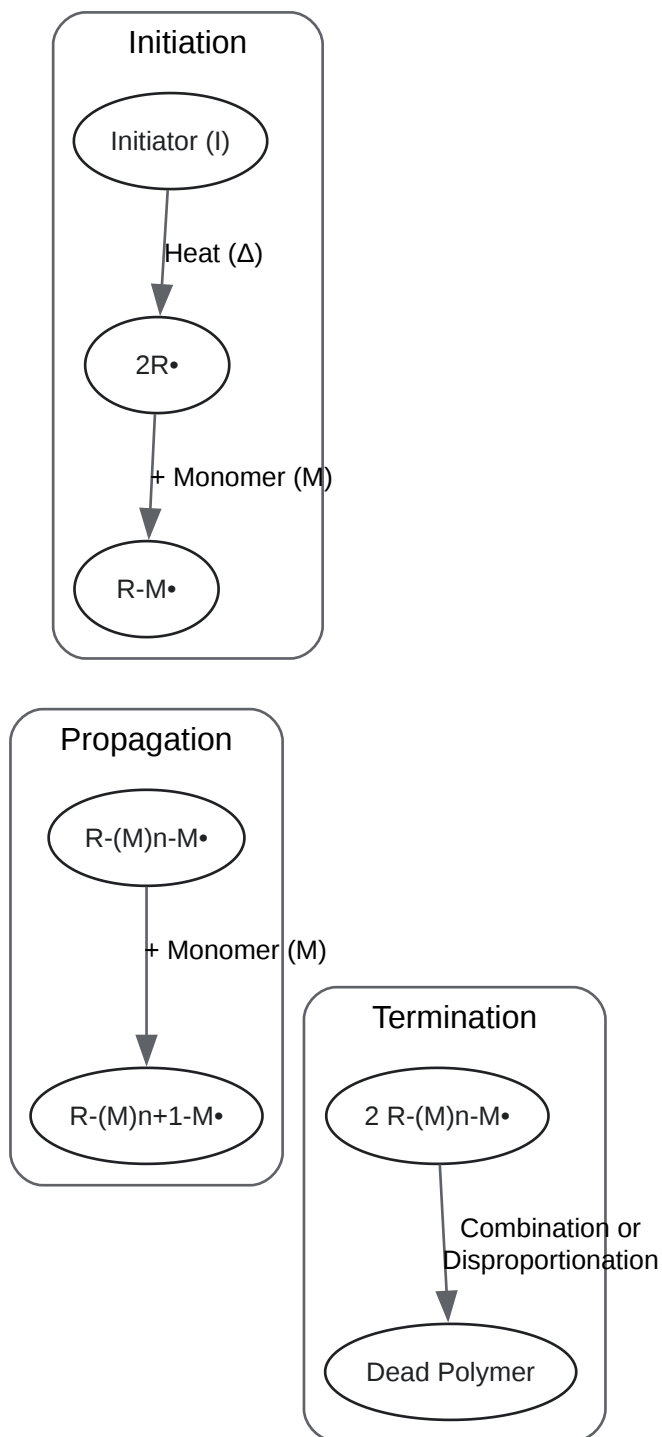 Initiation
Initiator (I)
Heat (Δ)
2R•
+ Monomer (M)
R-M•
Propagation
R-(M)n-M•
+ Monomer (M)
R-(M)n+1-M•
Termination
2 R-(M)n-M•
Combination or
Disproportionation
Dead Polymer